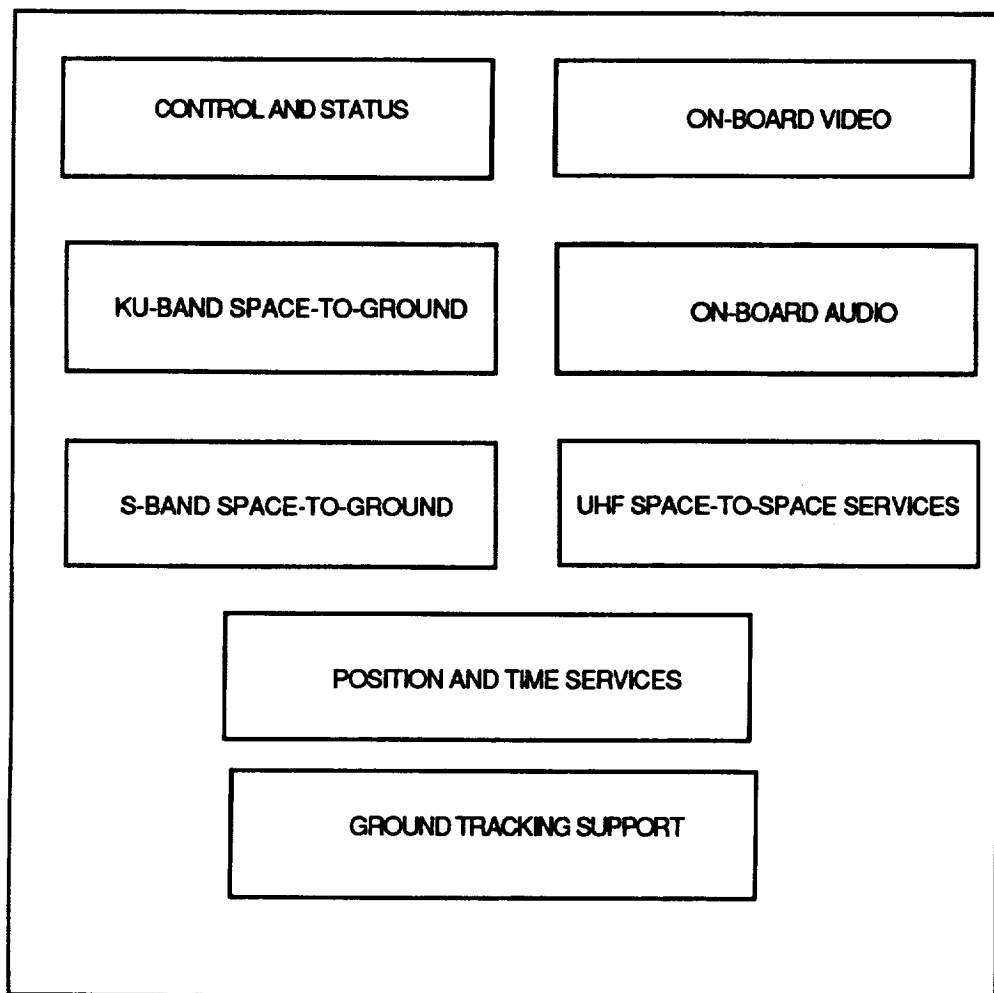 CONTROL AND STATUS
ON-BOARD VIDEO
KU-BAND SPACE-TO-GROUND
ON-BOARD AUDIO
S-BAND SPACE-TO-GROUND
UHF SPACE-TO-SPACE SERVICES
POSITION AND TIME SERVICES
GROUND TRACKING SUPPORT